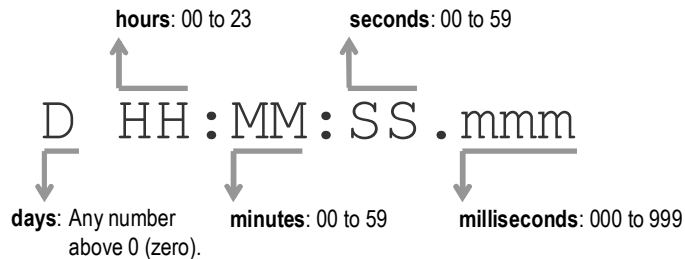 hours: 00 to 23 seconds: 00 to 59
D HH:MM:SS.mmm
days: Any number minutes: 00 to 59 milliseconds: 000 to 999
above 0 (zero).